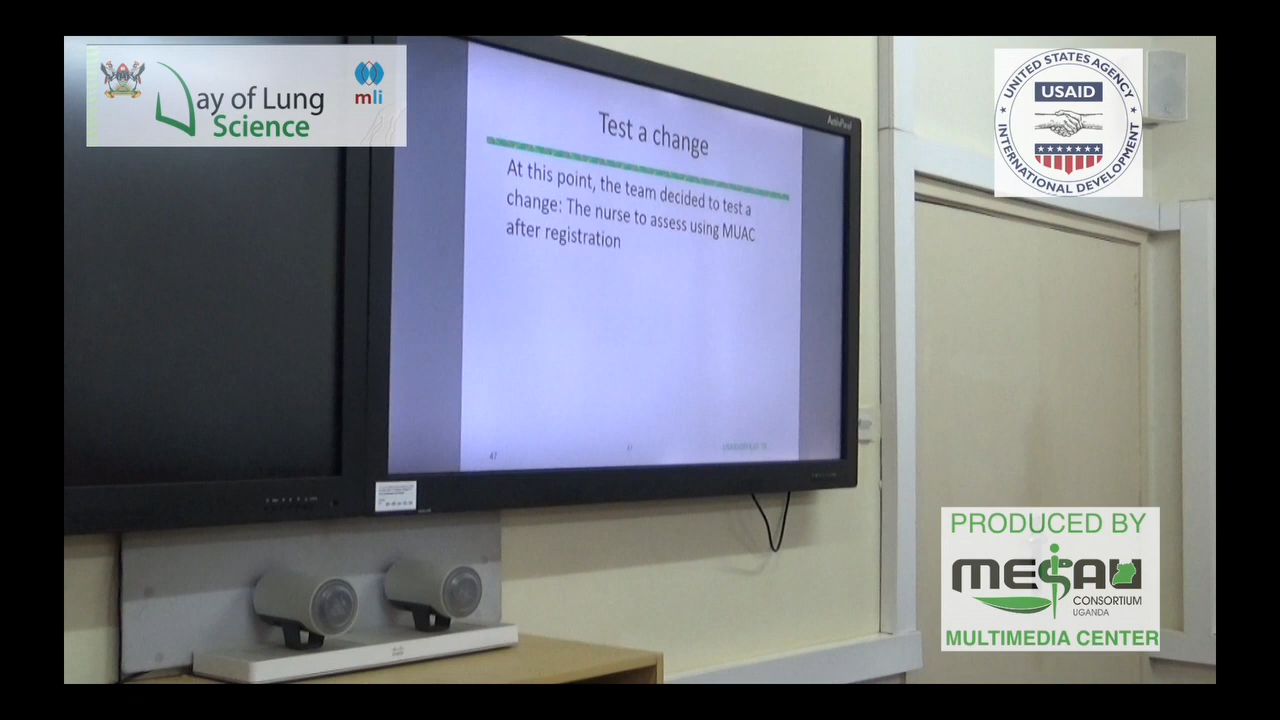 Day of Lung
Science
mli
UNITED STATES AGENCY
USAID
INTERNATIONAL DEVELOPMENT
ActivPanel
Test a change
At this point, the team decided to test a
change: The nurse to assess using MUAC
after registration
47
PRODUCED BY
MESAU
CONSORTIUM
UGANDA
MULTIMEDIA CENTER